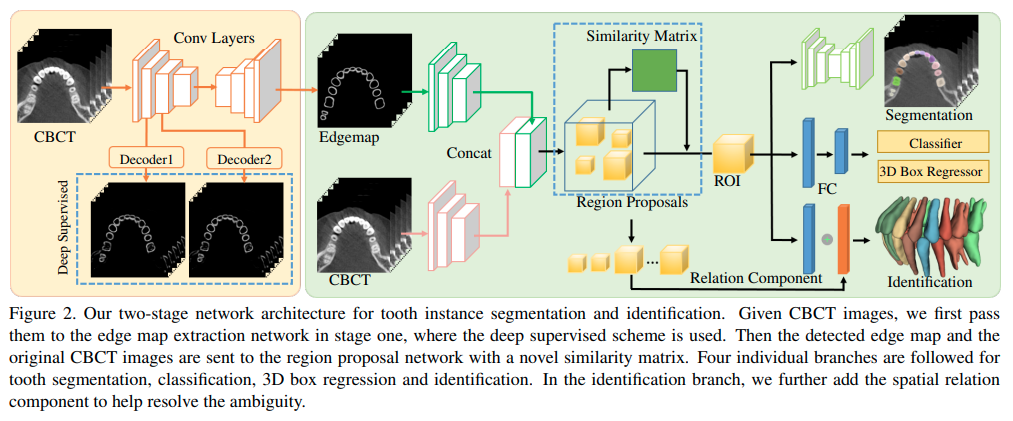 Conv Layers
CBCT
Decoder1
Decoder2
Deep Supervised
Edgemap
CBCT
Concat
Similarity Matrix
Region Proposals
ROI
Relation Component
FC
Segmentation
Classifier
3D Box Regressor
Identification
Figure 2. Our two-stage network architecture for tooth instance segmentation and identification. Given CBCT images, we first pass
them to the edge map extraction network in stage one, where the deep supervised scheme is used. Then the detected edge map and the
original CBCT images are sent to the region proposal network with a novel similarity matrix. Four individual branches are followed for
tooth segmentation, classification, 3D box regression and identification. In the identification branch, we further add the spatial relation
component to help resolve the ambiguity.